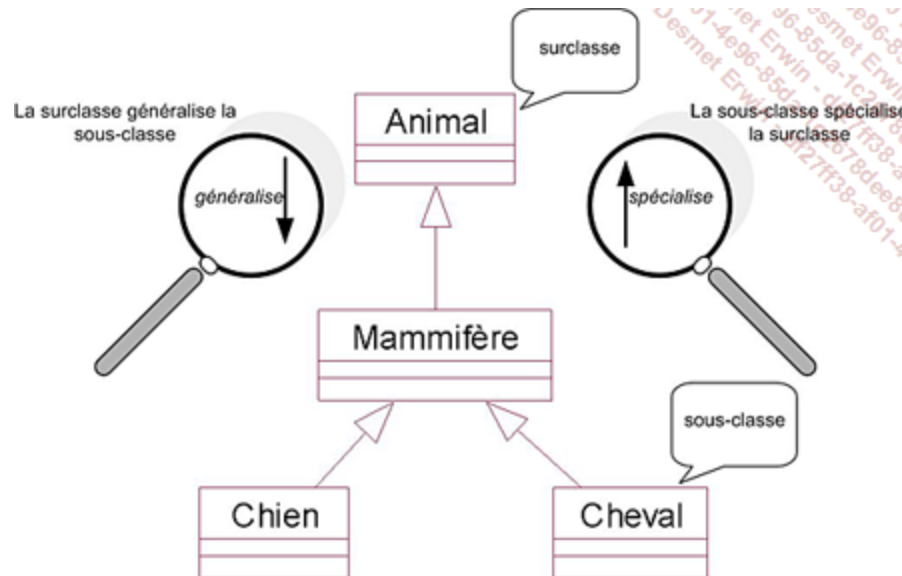 surclasse
La surclasse généralise la
sous-classe
Animal
La sous-classe spécialise
la surclasse
généralise
spécialise
Mammifère
sous-classe
Chien
Cheval